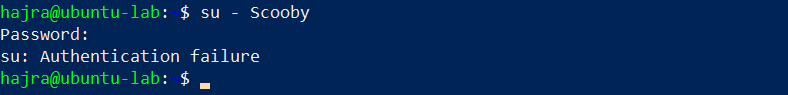 hajra@ubuntu-lab:~$ su - Scooby
Password:
su: Authentication failure
hajra@ubuntu-lab:~$